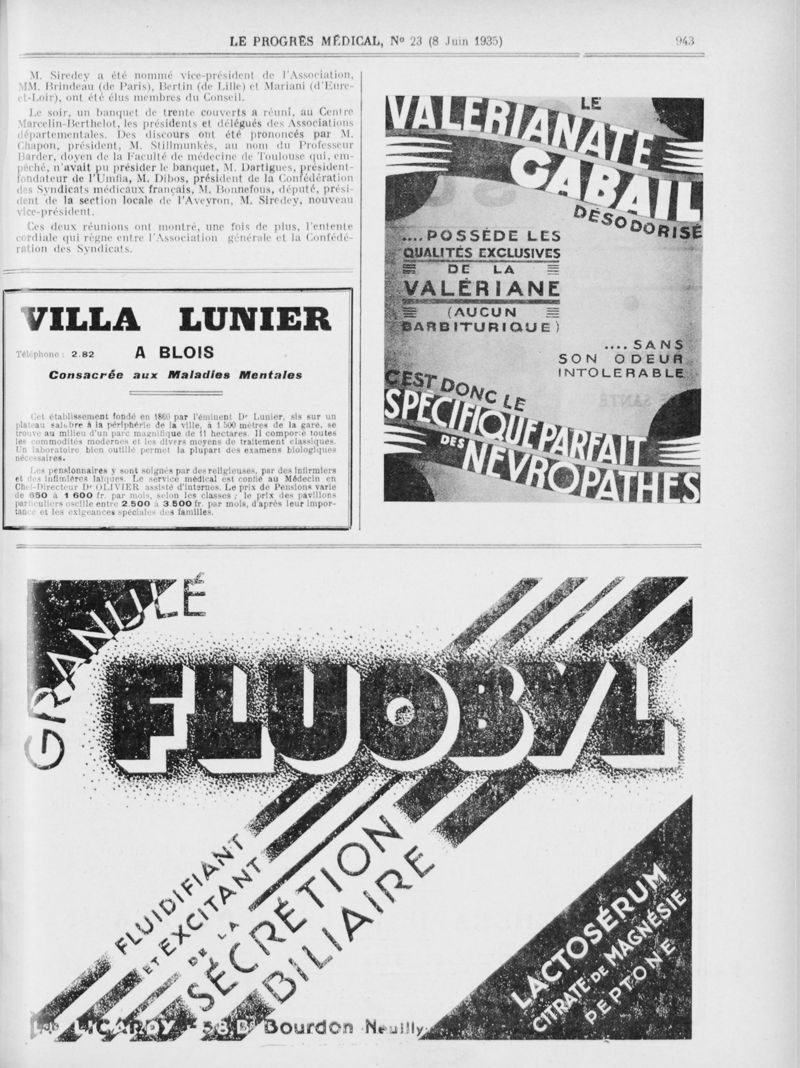 LE PROGRÈS MÉDICAL, No 23 (8 Juin 1935)
943
M. Siredey a été nommé vice-président de l'Association,
MM. Brindeau (de Paris), Bertin (de Lille) et Mariani (d'Eure-
et-Loir), ont été élus membres du Conseil.
Le soir, un banquet de trente couverts a réuni, au Centre
Marcelin-Berthelot, les présidents et délégués des Associations
départementales. Des discours ont été prononcés par M.
Chapon, président, M. Stillmunkès, au nom du Professeur
Barder, doyen de la Faculté de médecine de Toulouse qui, em-
pêché, n'avait pu présider le banquet, M. Dartigues, président-
fondateur de l'Umfia, M. Dibos, président de la Confédération
des Syndicats médicaux français, M. Bonnefous, député, prési-
dent de la section locale de l'Aveyron, M. Siredey, nouveau
vice-président.
Ces deux réunions ont montré, une fois de plus, l'entente
cordiale qui règne entre l'Association générale et la Confédé-
ration des Syndicats.
VILLA LUNIER
Téléphone : 2.82 A BLOIS
Consacrée aux Maladies Mentales
Cet établissement fondé en 1860 par l'éminent Dr Lunier, sis sur un
plateau salubre à la périphérie de la ville, à 1 500 mètres de la gare, se
trouve au milieu d'un parc magnifique de 11 hectares. Il comporte toutes
les commodités modernes et les divers moyens de traitement classiques.
Un laboratoire bien outillé permet la plupart des examens biologiques
nécessaires.
Les pensionnaires y sont soignés par des religieuses, par des infirmiers
et des infimières laïques. Le service médical est confié au Médecin en
Chef-Directeur Dr OLIVIER assisté d'internes. Le prix de Pensions varie
de 650 à 1 600 fr. par mois, selon les classes ; le prix des pavillons
particuliers oscille entre 2 500 à 3 500 fr. par mois, d'après leur impor-
tance et les exigeances spéciales des familles.
LE
VALERIANATE
GABAIL
DÉSODORISÉ
....POSSÉDE LES
QUALITÉS EXCLUSIVES
DE LA
VALÉRIANE
(AUCUN
BARBITURIQUE)
....SANS
SON ODEUR
INTOLERABLE
C'EST DONC LE
SPÉCIFIQUE PARFAIT
DES NÉVROPATHES
GRANULÉ
FLUOBYL
FLUIDIFIANT
ET EXCITANT
DE LA
SÉCRÉTION
BILIAIRE
LACTOSÉRUM
CITRATE DE MAGNÉSIE
PEPTONE
Bourdon Neuilly